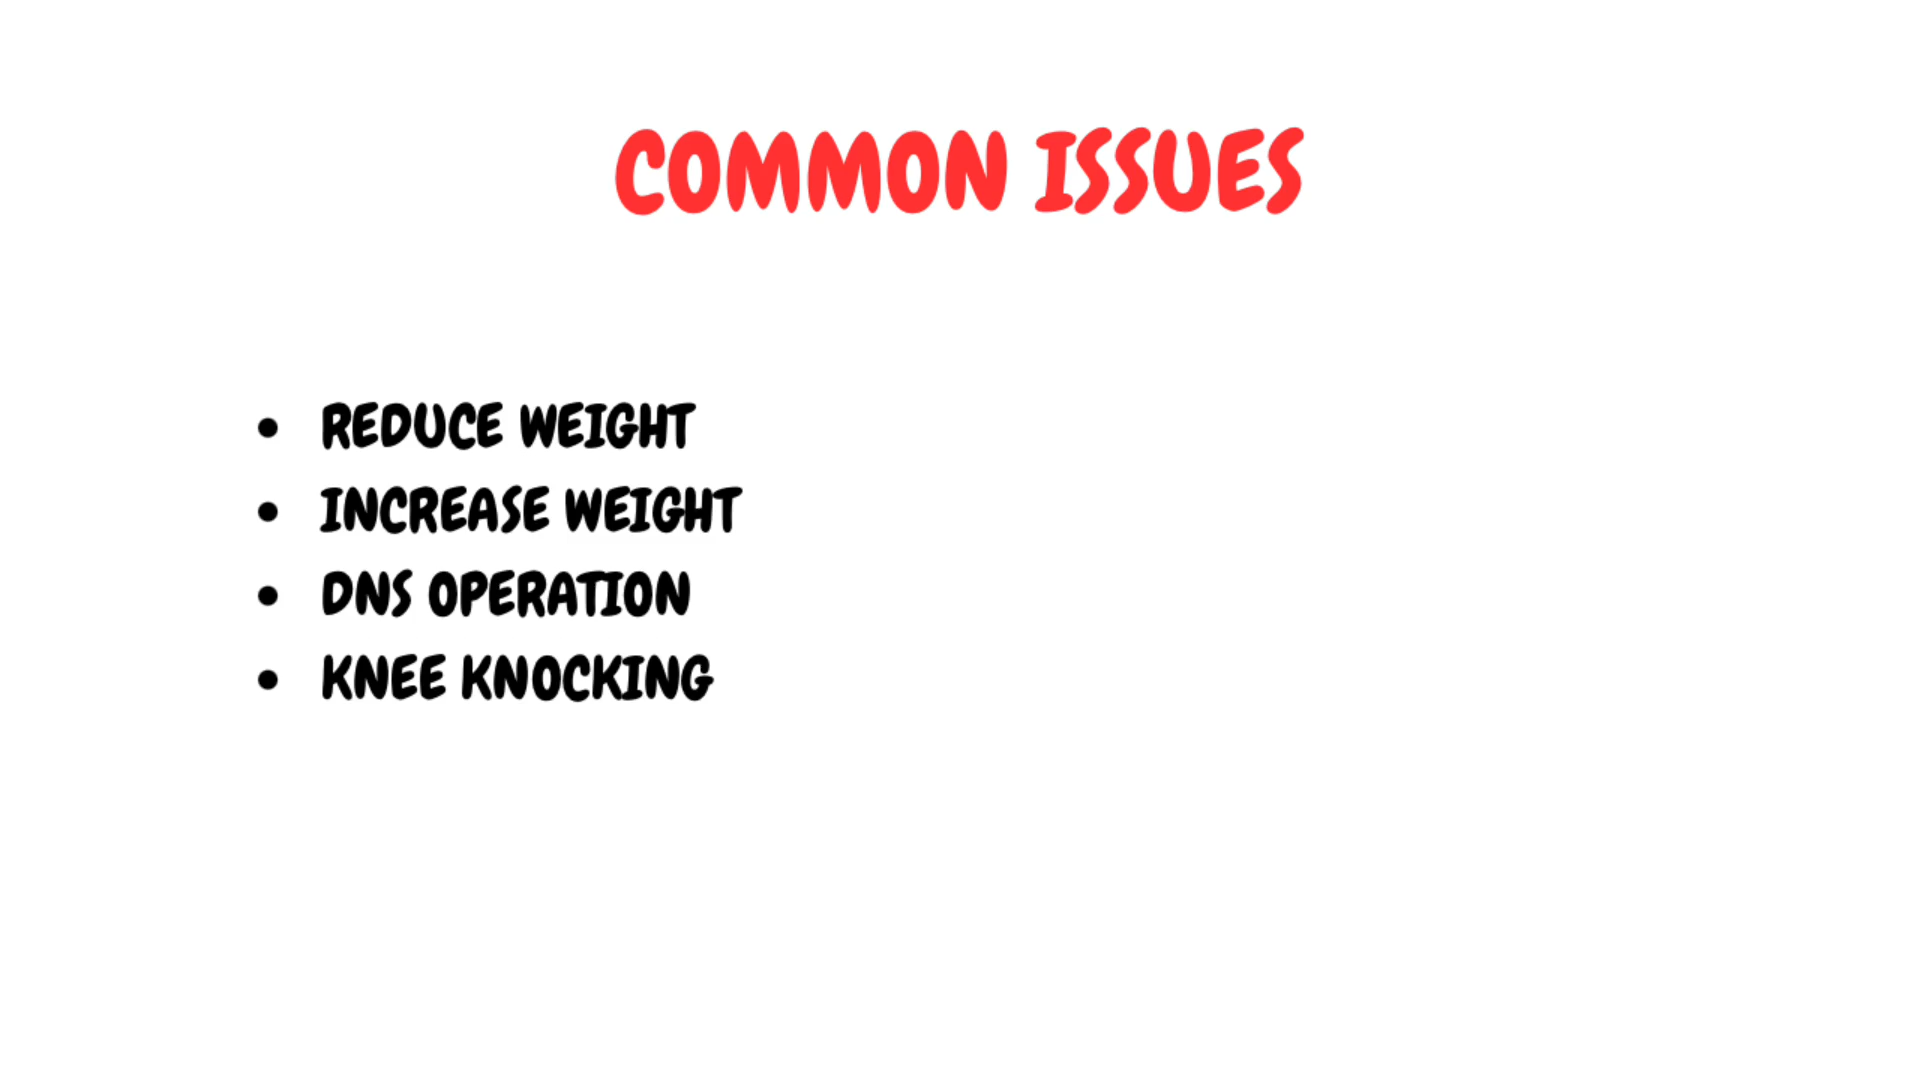 COMMON ISSUES
• REDUCE WEIGHT
• INCREASE WEIGHT
• DNS OPERATION
• KNEE KNOCKING